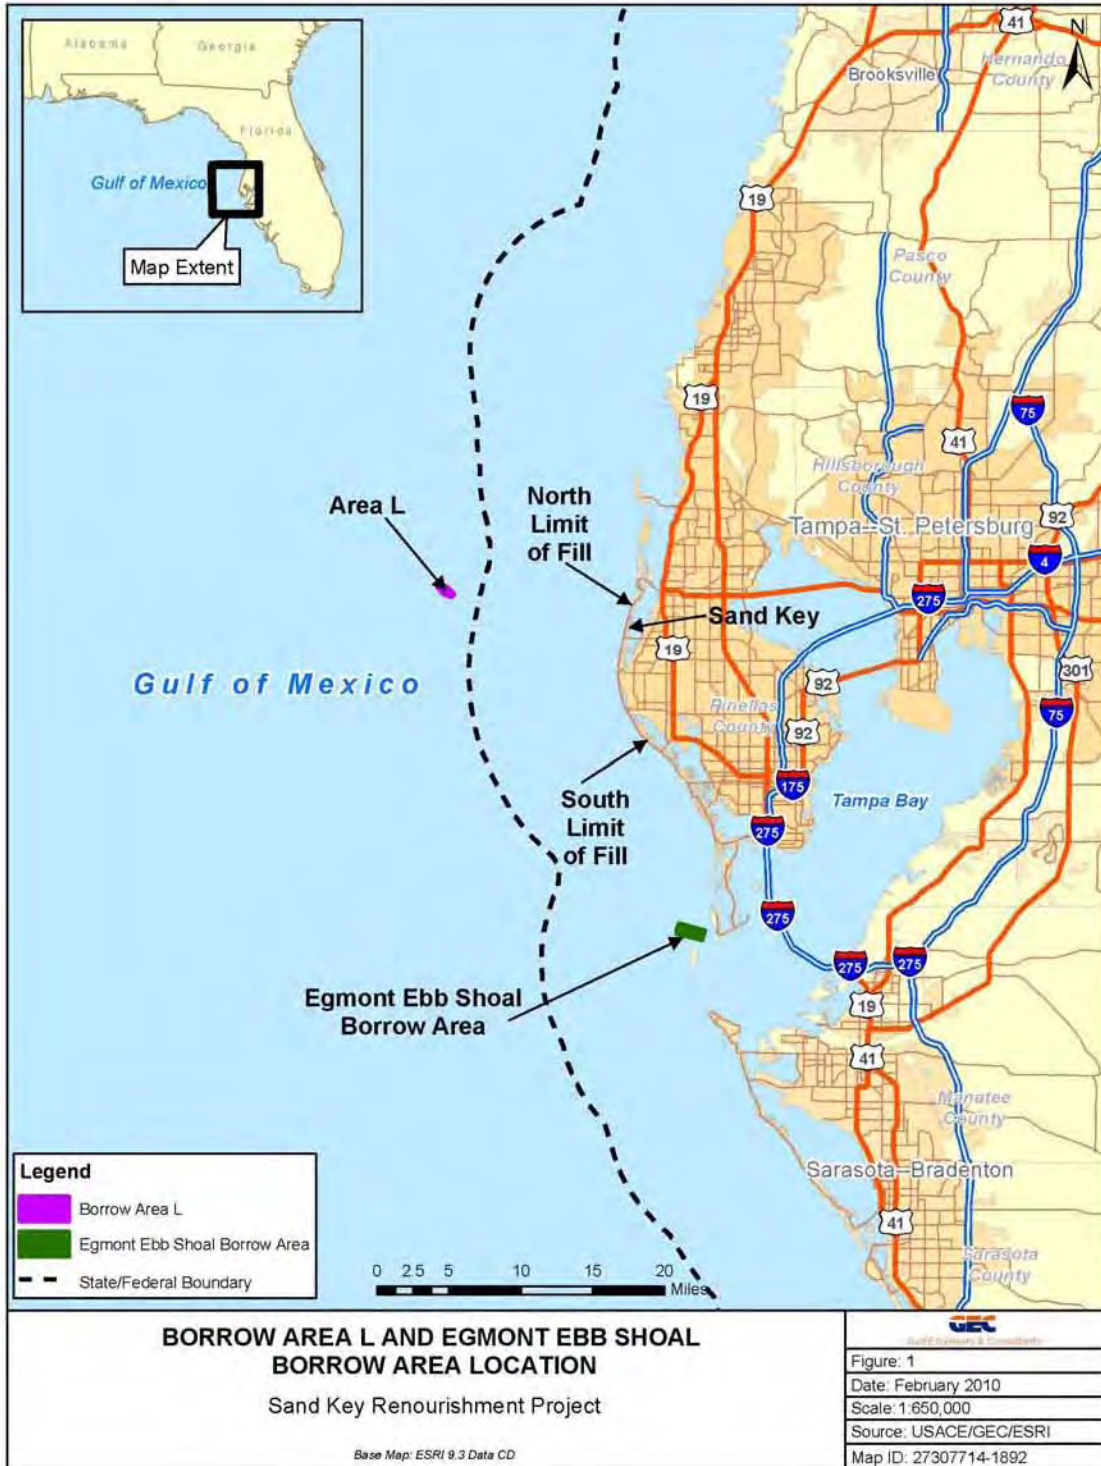 Alabama
Georgia
Florida
Gulf of Mexico
Map Extent
41
N
Hernando
County
Brooksville
19
Pasco
County
19
75
41
Hillsborough
County
92
Tampa–St. Petersburg
4
275
North
Limit
of Fill
Area L
Sand Key
19
301
92
75
Gulf of Mexico
Pinellas
County
92
175
Tampa Bay
South
Limit
of Fill
275
275
275
275
19
Egmont Ebb Shoal
Borrow Area
41
Manatee
County
Sarasota–Bradenton
41
Sarasota
County
Legend
Borrow Area L
Egmont Ebb Shoal Borrow Area
State/Federal Boundary
0 2.5 5 10 15 20
Miles
BORROW AREA L AND EGMONT EBB SHOAL
BORROW AREA LOCATION
Sand Key Renourishment Project
Base Map: ESRI 9.3 Data CD
GEC
Figure: 1
Date: February 2010
Scale: 1:650,000
Source: USACE/GEC/ESRI
Map ID: 27307714-1892